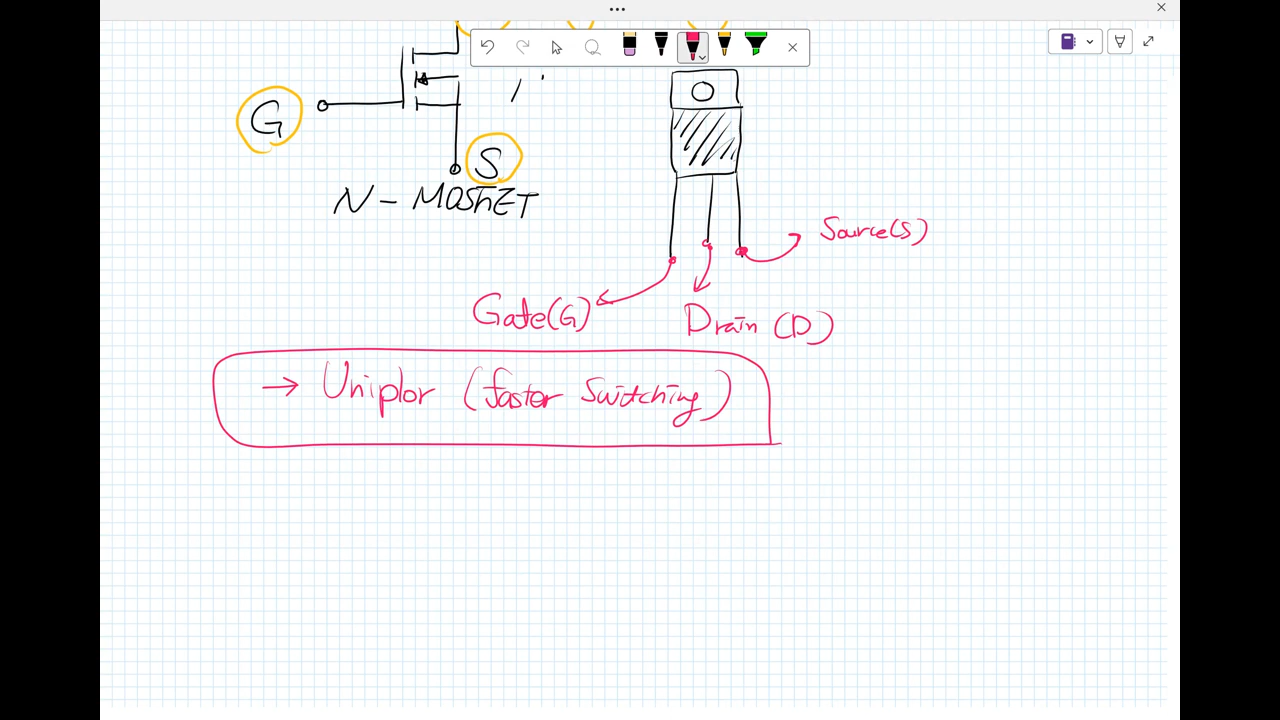 G
S
N - MOSFET
Source(S)
Gate(G)
Drain (D)
→ Uniplor (faster Switching)